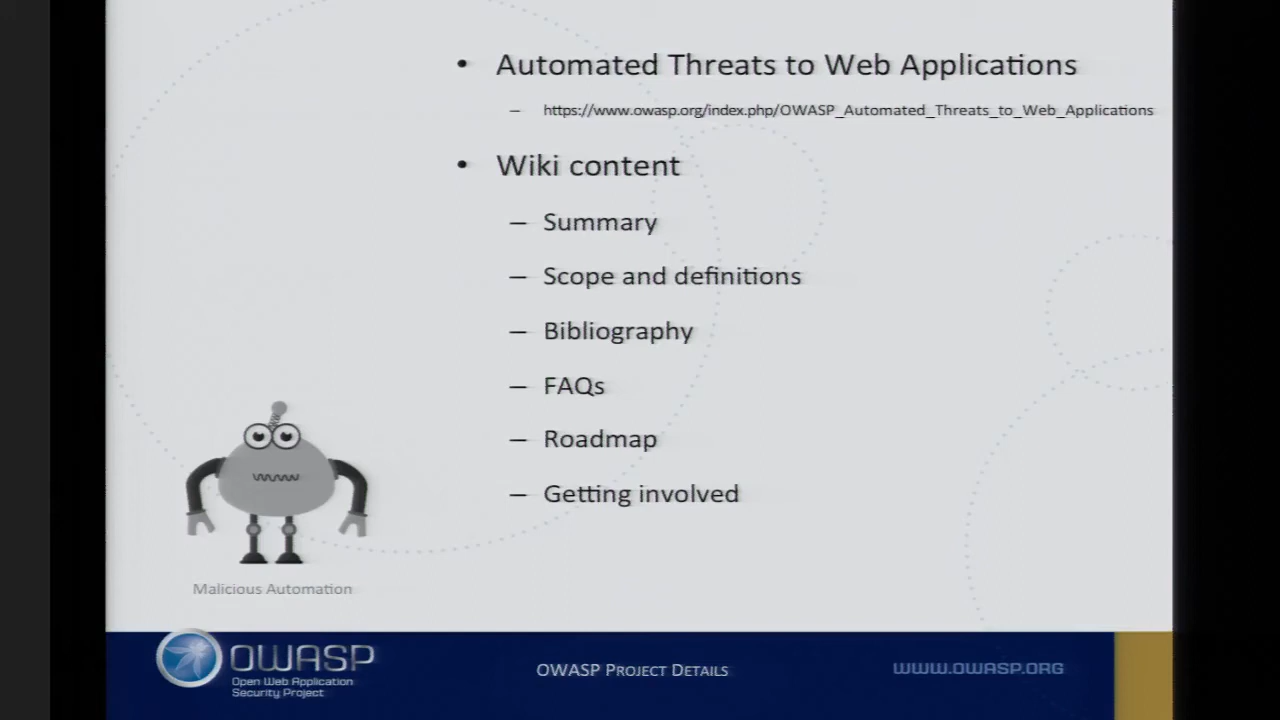 • Automated Threats to Web Applications
– https://www.owasp.org/index.php/OWASP_Automated_Threats_to_Web_Applications
• Wiki content
– Summary
– Scope and definitions
– Bibliography
– FAQs
– Roadmap
– Getting involved
Malicious Automation
OWASP
Open Web Application
Security Project
OWASP PROJECT DETAILS
WWW.OWASP.ORG